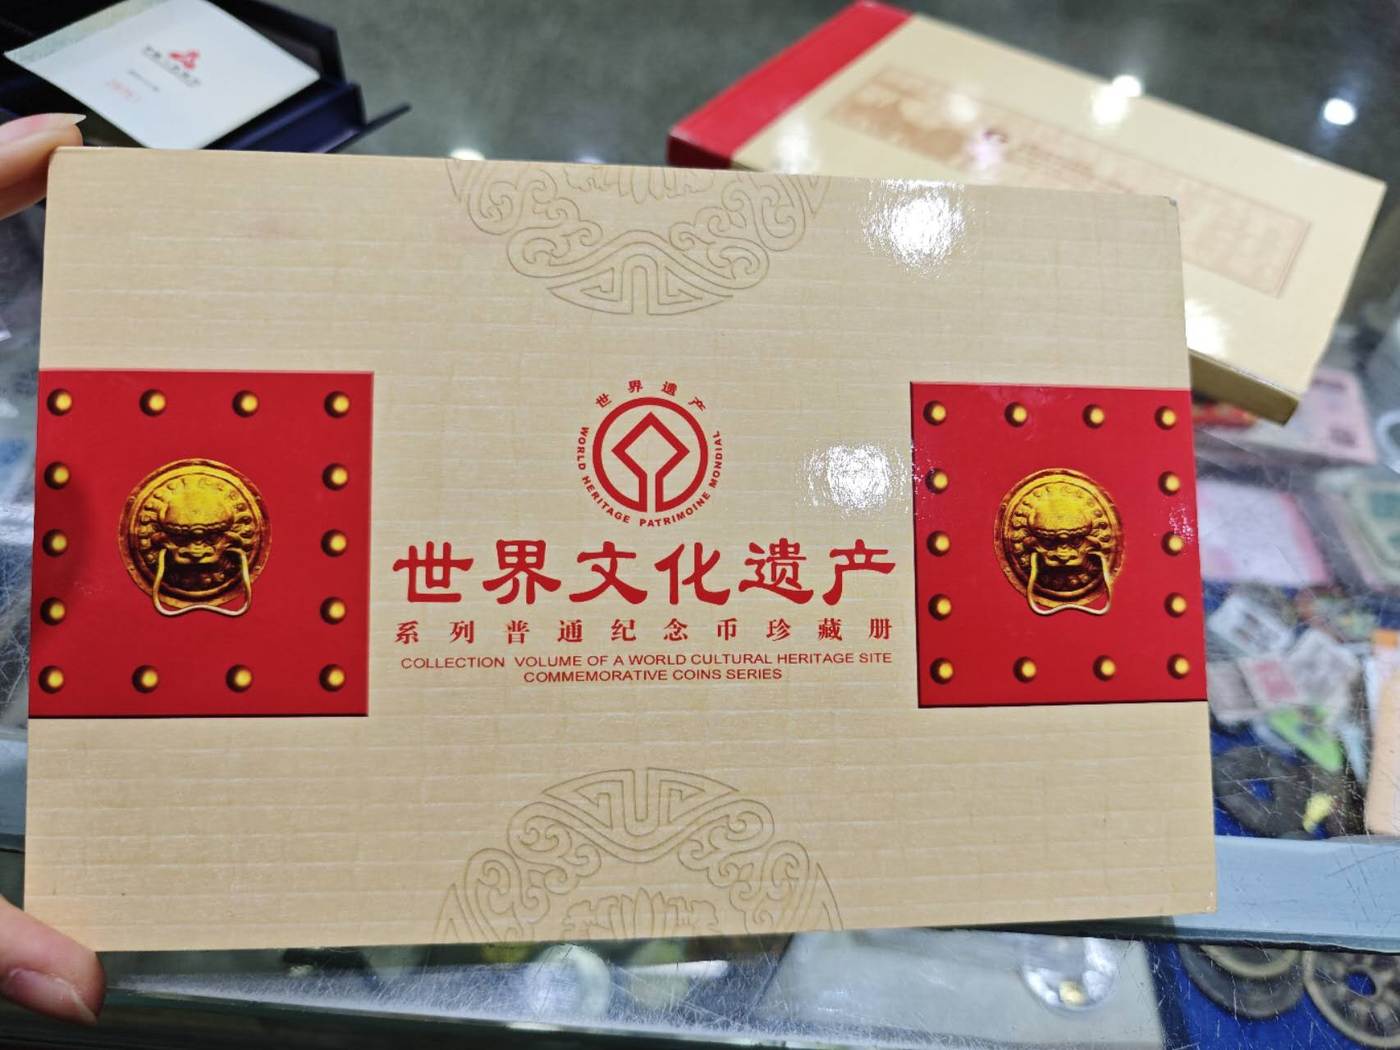 世界遗产
WORLD HERITAGE PATRIMOINE MONDIAL
世界文化遗产
系列普通纪念币珍藏册
COLLECTION VOLUME OF A WORLD CULTURAL HERITAGE SITE
COMMEMORATIVE COINS SERIES